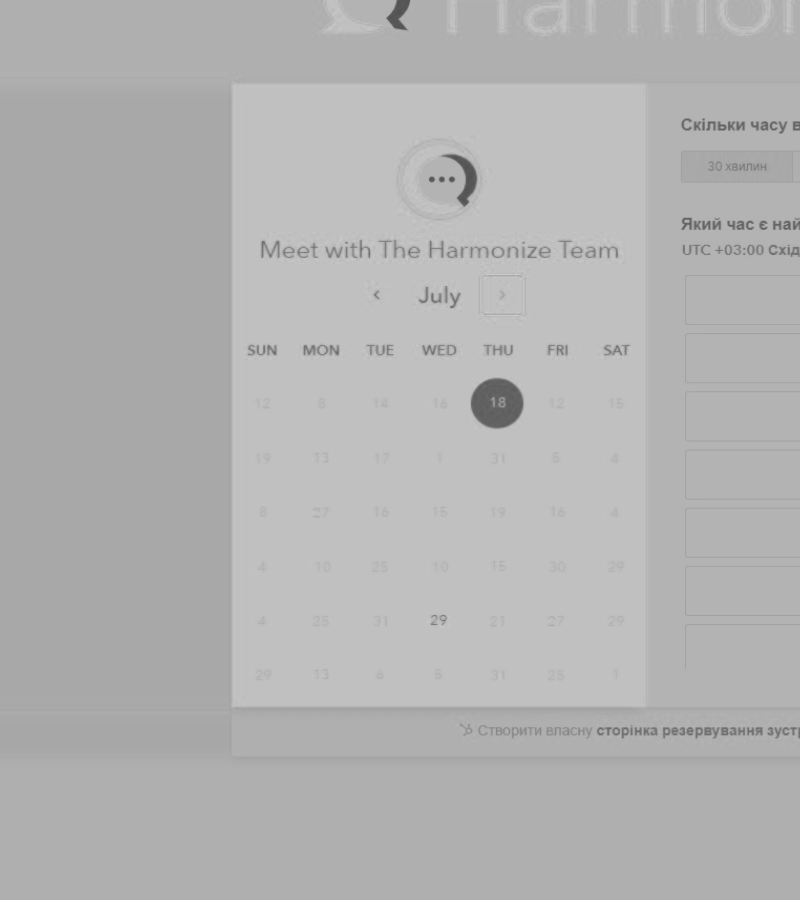 Harmon
Meet with The Harmonize Team
July
SUN MON TUE WED THU FRI SAT
12 8 14 16 18 12 15
19 13 17 1 31 5 4
8 27 16 15 19 16 4
4 10 25 10 15 30 29
4 25 31 29 21 27 29
29 13 6 5 31 25 1
Скільки часу в
30 хвилин
Який час є най
UTC +03:00 Схід
Створити власну сторінка резервування зустр